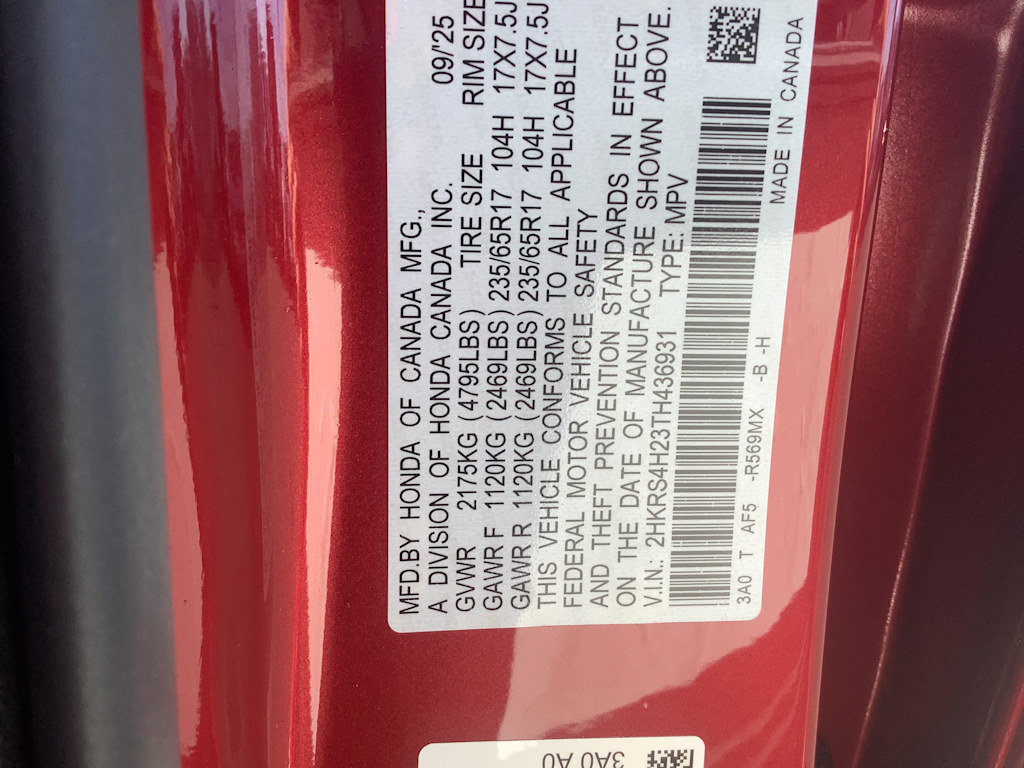 MFD.BY HONDA OF CANADA MFG.,
A DIVISION OF HONDA CANADA INC. 09/'25
GVWR 2175KG (4795LBS) TIRE SIZE RIM SIZE
GAWR F 1120KG (2469LBS) 235/65R17 104H 17X7.5J
GAWR R 1120KG (2469LBS) 235/65R17 104H 17X7.5J
THIS VEHICLE CONFORMS TO ALL APPLICABLE
FEDERAL MOTOR VEHICLE SAFETY
AND THEFT PREVENTION STANDARDS IN EFFECT
ON THE DATE OF MANUFACTURE SHOWN ABOVE.
V.I.N.: 2HKRS4H23TH436931 TYPE: MPV
3A0 T AF5 -R569MX -B -H MADE IN CANADA
3A0 A0